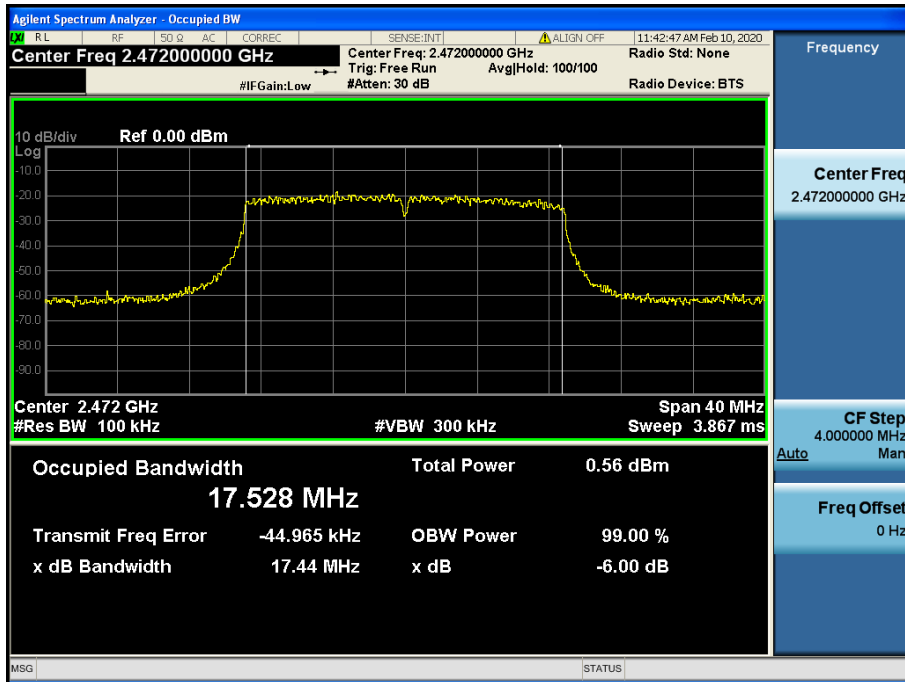 Agilent Spectrum Analyzer - Occupied BW
LXI RL RF 50 Ω AC CORREC SENSE:INT ALIGN OFF 11:42:47 AM Feb 10, 2020
Center Freq 2.472000000 GHz
Center Freq: 2.472000000 GHz
Radio Std: None
Trig: Free Run Avg|Hold: 100/100
#IFGain:Low
#Atten: 30 dB
Radio Device: BTS
10 dB/div Ref 0.00 dBm
Log
-10.0
-20.0
-30.0
-40.0
-50.0
-60.0
-70.0
-80.0
-90.0
Center 2.472 GHz Span 40 MHz
#Res BW 100 kHz #VBW 300 kHz Sweep 3.867 ms
Occupied Bandwidth Total Power 0.56 dBm
17.528 MHz
Transmit Freq Error -44.965 kHz OBW Power 99.00 %
x dB Bandwidth 17.44 MHz x dB -6.00 dB
Frequency
Center Freq
2.472000000 GHz
CF Step
4.000000 MHz
Auto Man
Freq Offset
0 Hz
MSG STATUS